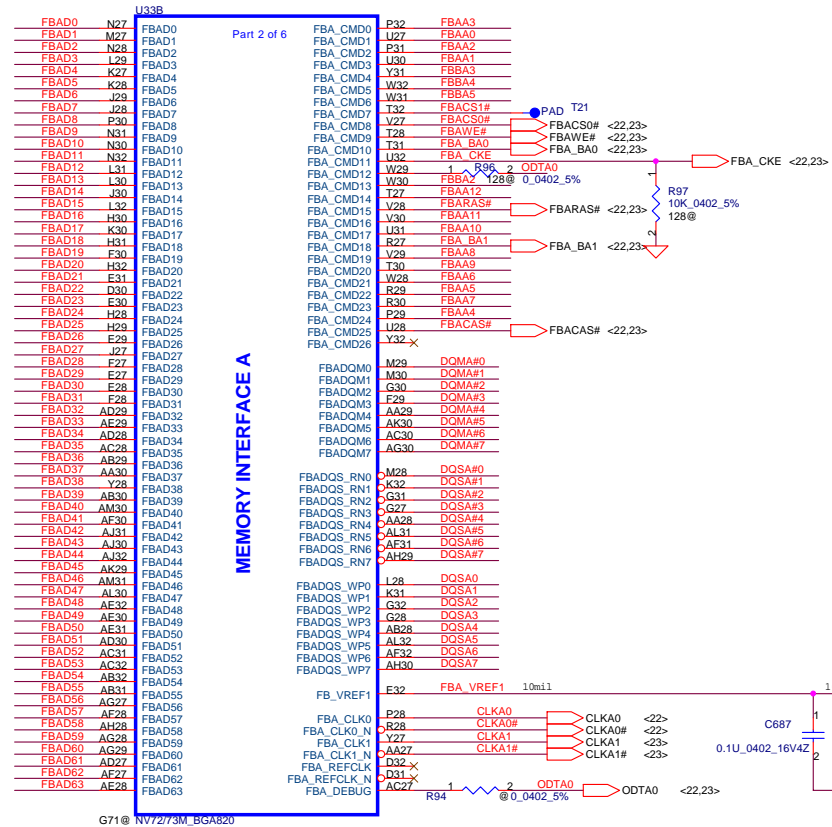 U33B
Part 2 of 6
MEMORY INTERFACE A
FBAD0 N27 FBAD0
FBAD1 M27 FBAD1
FBAD2 N28 FBAD2
FBAD3 L29 FBAD3
FBAD4 K27 FBAD4
FBAD5 K28 FBAD5
FBAD6 J29 FBAD6
FBAD7 J28 FBAD7
FBAD8 P30 FBAD8
FBAD9 N31 FBAD9
FBAD10 N30 FBAD10
FBAD11 N32 FBAD11
FBAD12 L31 FBAD12
FBAD13 L30 FBAD13
FBAD14 J30 FBAD14
FBAD15 L32 FBAD15
FBAD16 H30 FBAD16
FBAD17 K30 FBAD17
FBAD18 H31 FBAD18
FBAD19 F30 FBAD19
FBAD20 H32 FBAD20
FBAD21 E31 FBAD21
FBAD22 D30 FBAD22
FBAD23 E30 FBAD23
FBAD24 H28 FBAD24
FBAD25 H29 FBAD25
FBAD26 E29 FBAD26
FBAD27 J27 FBAD27
FBAD28 F27 FBAD28
FBAD29 E27 FBAD29
FBAD30 E28 FBAD30
FBAD31 F28 FBAD31
FBAD32 AD29 FBAD32
FBAD33 AE29 FBAD33
FBAD34 AD28 FBAD34
FBAD35 AC28 FBAD35
FBAD36 AB29 FBAD36
FBAD37 AA30 FBAD37
FBAD38 Y28 FBAD38
FBAD39 AB30 FBAD39
FBAD40 AM30 FBAD40
FBAD41 AF30 FBAD41
FBAD42 AJ31 FBAD42
FBAD43 AJ30 FBAD43
FBAD44 AJ32 FBAD44
FBAD45 AK29 FBAD45
FBAD46 AM31 FBAD46
FBAD47 AL30 FBAD47
FBAD48 AE32 FBAD48
FBAD49 AE30 FBAD49
FBAD50 AE31 FBAD50
FBAD51 AD30 FBAD51
FBAD52 AC31 FBAD52
FBAD53 AC32 FBAD53
FBAD54 AB32 FBAD54
FBAD55 AB31 FBAD55
FBAD56 AG27 FBAD56
FBAD57 AF28 FBAD57
FBAD58 AH28 FBAD58
FBAD59 AG28 FBAD59
FBAD60 AG29 FBAD60
FBAD61 AD27 FBAD61
FBAD62 AF27 FBAD62
FBAD63 AE28 FBAD63
FBA_CMD0 P32 FBAA3
FBA_CMD1 U27 FBAA0
FBA_CMD2 P31 FBAA2
FBA_CMD3 U30 FBAA1
FBA_CMD4 Y31 FBBA3
FBA_CMD5 W32 FBBA4
FBA_CMD6 W31 FBBA5
FBA_CMD7 T32 FBACS1# PAD T21
FBA_CMD8 V27 FBACS0# FBACS0# <22,23>
FBA_CMD9 T28 FBAWE# FBAWE# <22,23>
FBA_CMD10 T31 FBA_BA0 FBA_BA0 <22,23>
FBA_CMD11 U32 FBA_CKE FBA_CKE <22,23>
FBA_CMD12 W29 1 R96 2 ODTA0
128@ 0_0402_5%
FBA_CMD13 W30 FBBA2
FBA_CMD14 T27 FBAA12
FBA_CMD15 V28 FBARAS# FBARAS# <22,23>
FBA_CMD16 V30 FBAA11
FBA_CMD17 U31 FBAA10
FBA_CMD18 R27 FBA_BA1 FBA_BA1 <22,23>
FBA_CMD19 V29 FBAA8
FBA_CMD20 T30 FBAA9
FBA_CMD21 W28 FBAA6
FBA_CMD22 R29 FBAA5
FBA_CMD23 R30 FBAA7
FBA_CMD24 P29 FBAA4
FBA_CMD25 U28 FBACAS# FBACAS# <22,23>
FBA_CMD26 Y32
1
R97
10K_0402_5%
128@
2
FBADQM0 M29 DQMA#0
FBADQM1 M30 DQMA#1
FBADQM2 G30 DQMA#2
FBADQM3 F29 DQMA#3
FBADQM4 AA29 DQMA#4
FBADQM5 AK30 DQMA#5
FBADQM6 AC30 DQMA#6
FBADQM7 AG30 DQMA#7
FBADQS_RN0 M28 DQSA#0
FBADQS_RN1 K32 DQSA#1
FBADQS_RN2 G31 DQSA#2
FBADQS_RN3 G27 DQSA#3
FBADQS_RN4 AA28 DQSA#4
FBADQS_RN5 AL31 DQSA#5
FBADQS_RN6 AF31 DQSA#6
FBADQS_RN7 AH29 DQSA#7
FBADQS_WP0 L28 DQSA0
FBADQS_WP1 K31 DQSA1
FBADQS_WP2 G32 DQSA2
FBADQS_WP3 G28 DQSA3
FBADQS_WP4 AB28 DQSA4
FBADQS_WP5 AL32 DQSA5
FBADQS_WP6 AF32 DQSA6
FBADQS_WP7 AH30 DQSA7
FB_VREF1 E32 FBA_VREF1 10mil 1
FBA_CLK0 P28 CLKA0 CLKA0 <22>
FBA_CLK0_N R28 CLKA0# CLKA0# <22>
FBA_CLK1 Y27 CLKA1 CLKA1 <23>
FBA_CLK1_N AA27 CLKA1# CLKA1# <23>
FBA_REFCLK D32
FBA_REFCLK_N D31
FBA_DEBUG AC27 1 2 ODTA0 ODTA0 <22,23>
R94 @ 0_0402_5%
1
C687
0.1U_0402_16V4Z
2
G71@ NV72/73M_BGA820